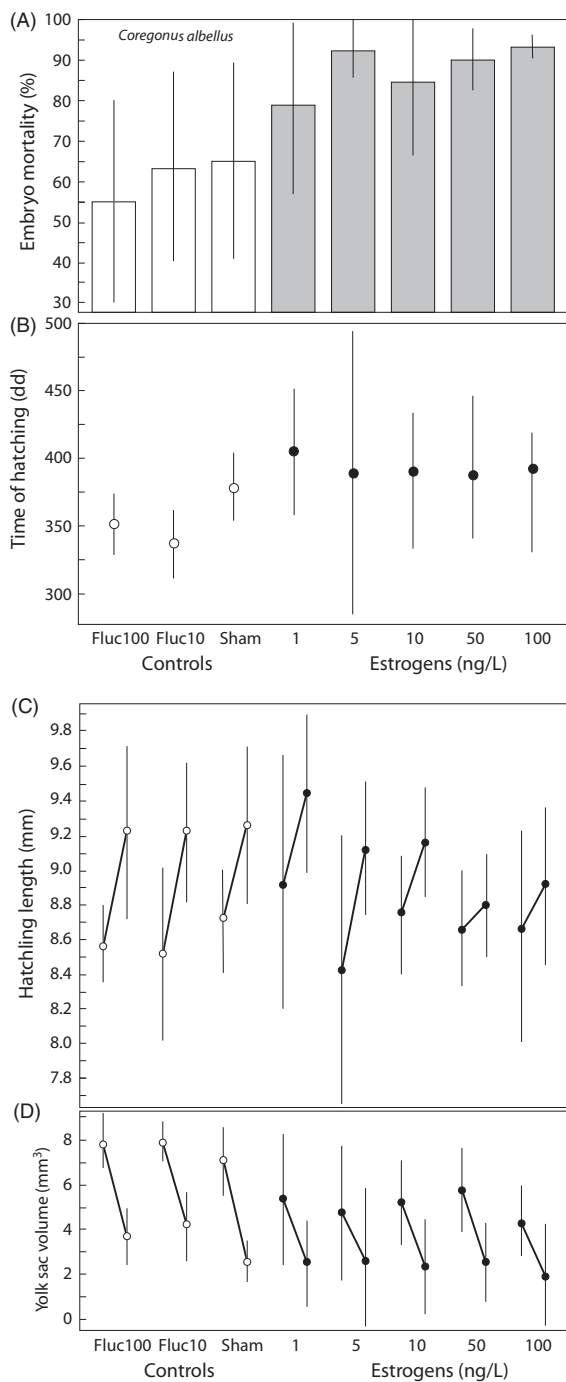 (A)
Coregonus albellus
Embryo mortality (%)
100
90
80
70
60
50
40
30
(B)
Time of hatching (dd)
500
450
400
350
300
Fluc100 Fluc10 Sham 1 5 10 50 100
Controls Estrogens (ng/L)
(C)
Hatchling length (mm)
9.8
9.6
9.4
9.2
9.0
8.8
8.6
8.4
8.2
8.0
7.8
(D)
Yolk sac volume (mm³)
8
6
4
2
0
Fluc100 Fluc10 Sham 1 5 10 50 100
Controls Estrogens (ng/L)